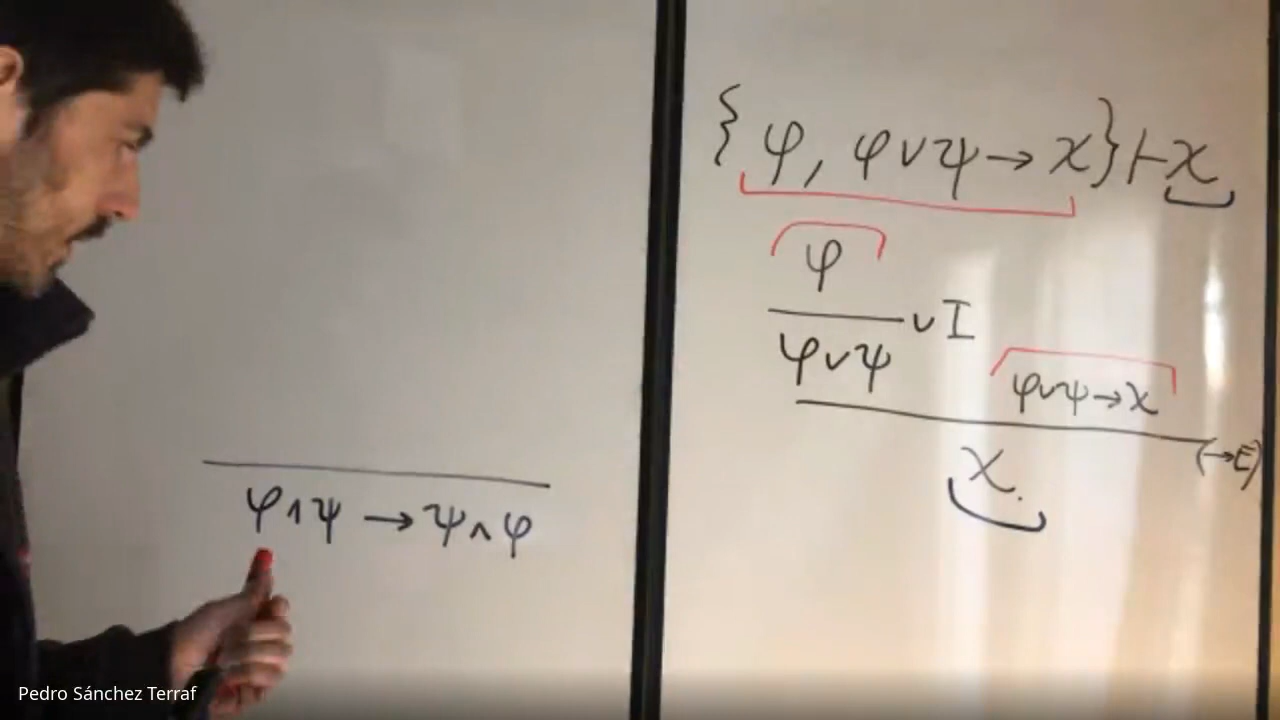 φ∧ψ → ψ∧φ
{φ, φ∨ψ → χ} ⊢ χ
φ
∨I
φ∨ψ
φ∨ψ→χ
(→E)
χ.
Pedro Sánchez Terraf